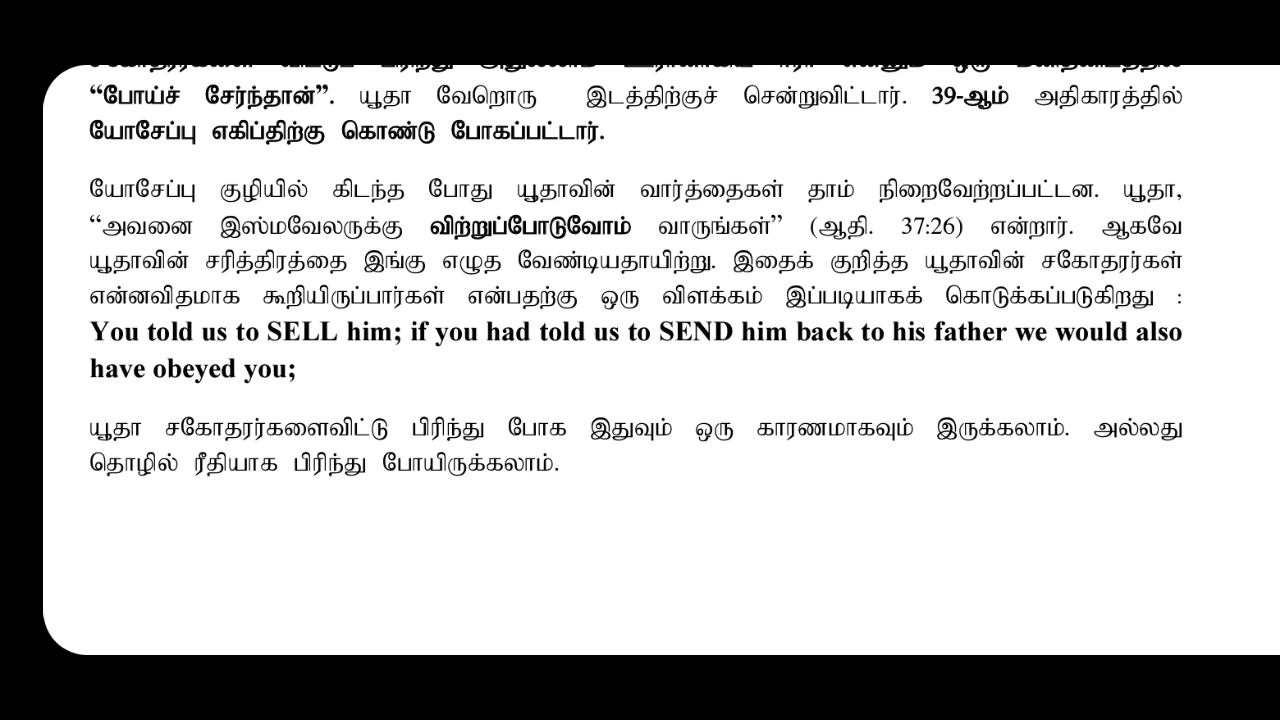 “போய்ச் சேர்ந்தான்”. யூதா வேறொரு இடத்திற்குச் சென்றுவிட்டார். 39-ஆம் அதிகாரத்தில்
யோசேப்பு எகிப்திற்கு கொண்டு போகப்பட்டார்.
யோசேப்பு குழியில் கிடந்த போது யூதாவின் வார்த்தைகள் தாம் நிறைவேற்றப்பட்டன. யூதா,
“அவனை இஸ்மவேலருக்கு விற்றுப்போடுவோம் வாருங்கள்” (ஆதி. 37:26) என்றார். ஆகவே
யூதாவின் சரித்திரத்தை இங்கு எழுத வேண்டியதாயிற்று. இதைக் குறித்த யூதாவின் சகோதரர்கள்
என்னவிதமாக கூறியிருப்பார்கள் என்பதற்கு ஒரு விளக்கம் இப்படியாகக் கொடுக்கப்படுகிறது :
You told us to SELL him; if you had told us to SEND him back to his father we would also
have obeyed you;
யூதா சகோதரர்களைவிட்டு பிரிந்து போக இதுவும் ஒரு காரணமாகவும் இருக்கலாம். அல்லது
தொழில் ரீதியாக பிரிந்து போயிருக்கலாம்.